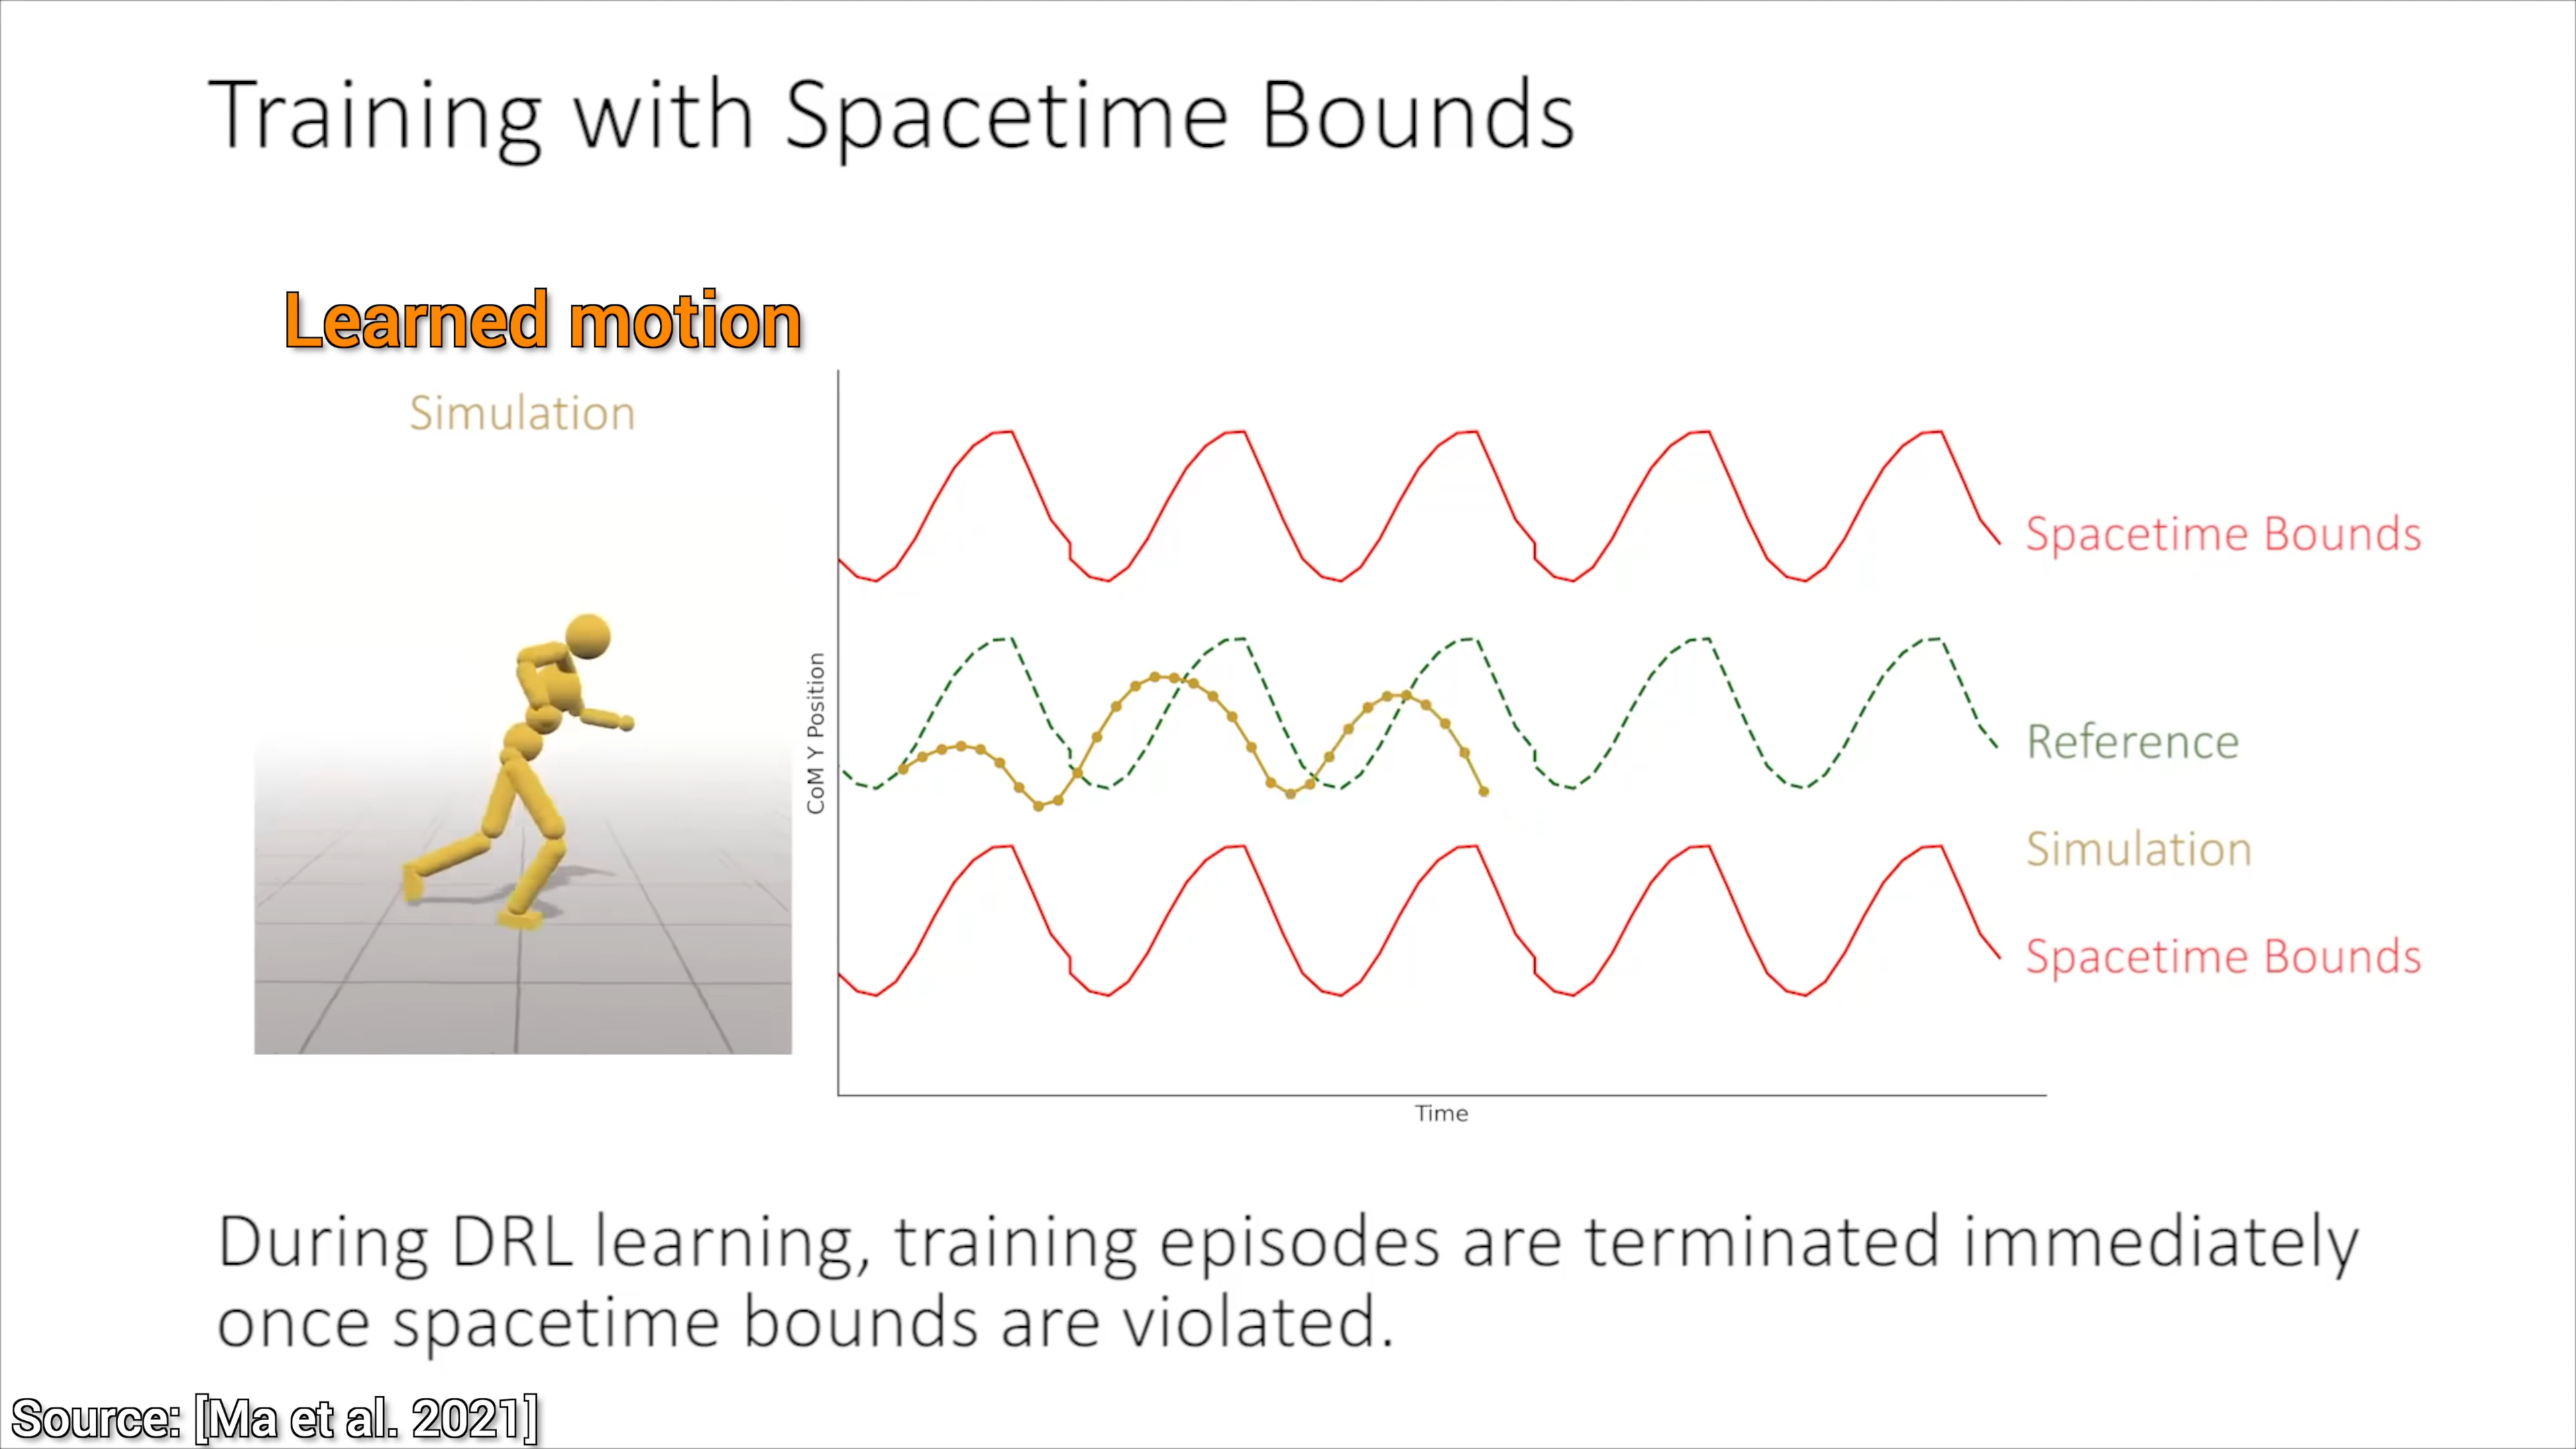 Training with Spacetime Bounds
Learned motion
Simulation
Spacetime Bounds
CoM Y Position
Reference
Simulation
Spacetime Bounds
Time
During DRL learning, training episodes are terminated immediately
once spacetime bounds are violated.
Source: [Ma et al. 2021]